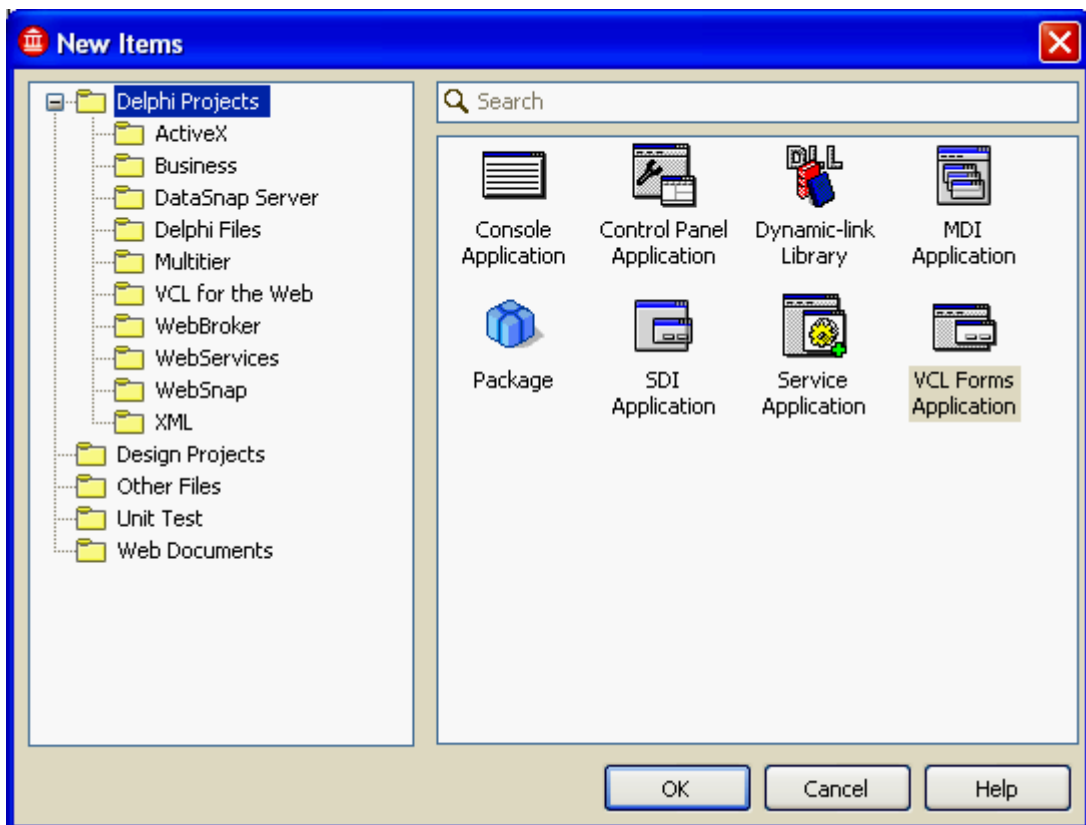 New Items
Delphi Projects
ActiveX
Business
DataSnap Server
Delphi Files
Multitier
VCL for the Web
WebBroker
WebServices
WebSnap
XML
Design Projects
Other Files
Unit Test
Web Documents
Search
Console
Application
Control Panel
Application
DLL
Dynamic-link
Library
MDI
Application
Package
SDI
Application
Service
Application
VCL Forms
Application
OK
Cancel
Help